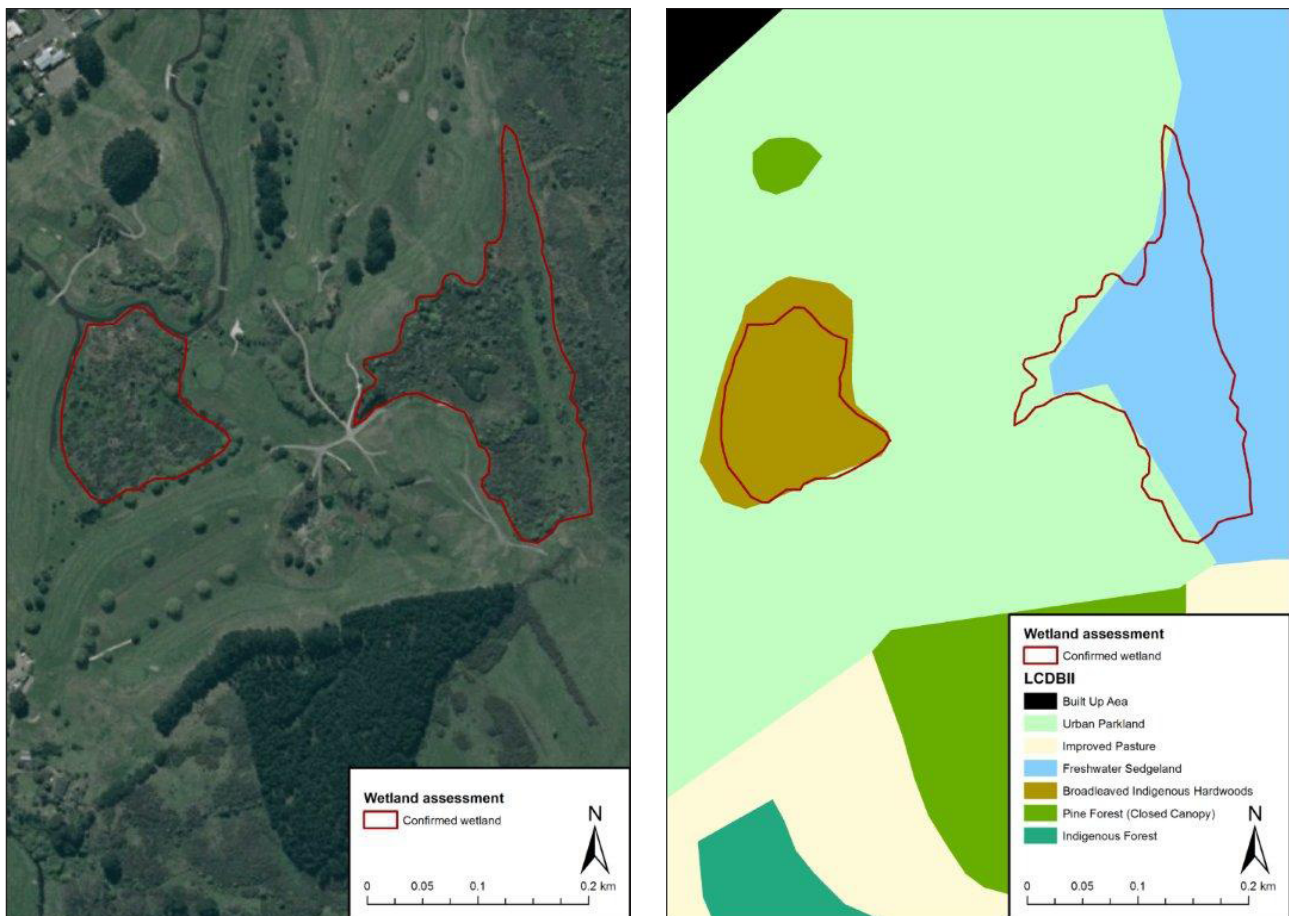 Wetland assessment
Confirmed wetland
N
0 0.05 0.1 0.2 km
Wetland assessment
Confirmed wetland
LCDBII
Built Up Aea
Urban Parkland
Improved Pasture
Freshwater Sedgeland
Broadleaved Indigenous Hardwoods
Pine Forest (Closed Canopy)
Indigenous Forest
N
0 0.05 0.1 0.2 km